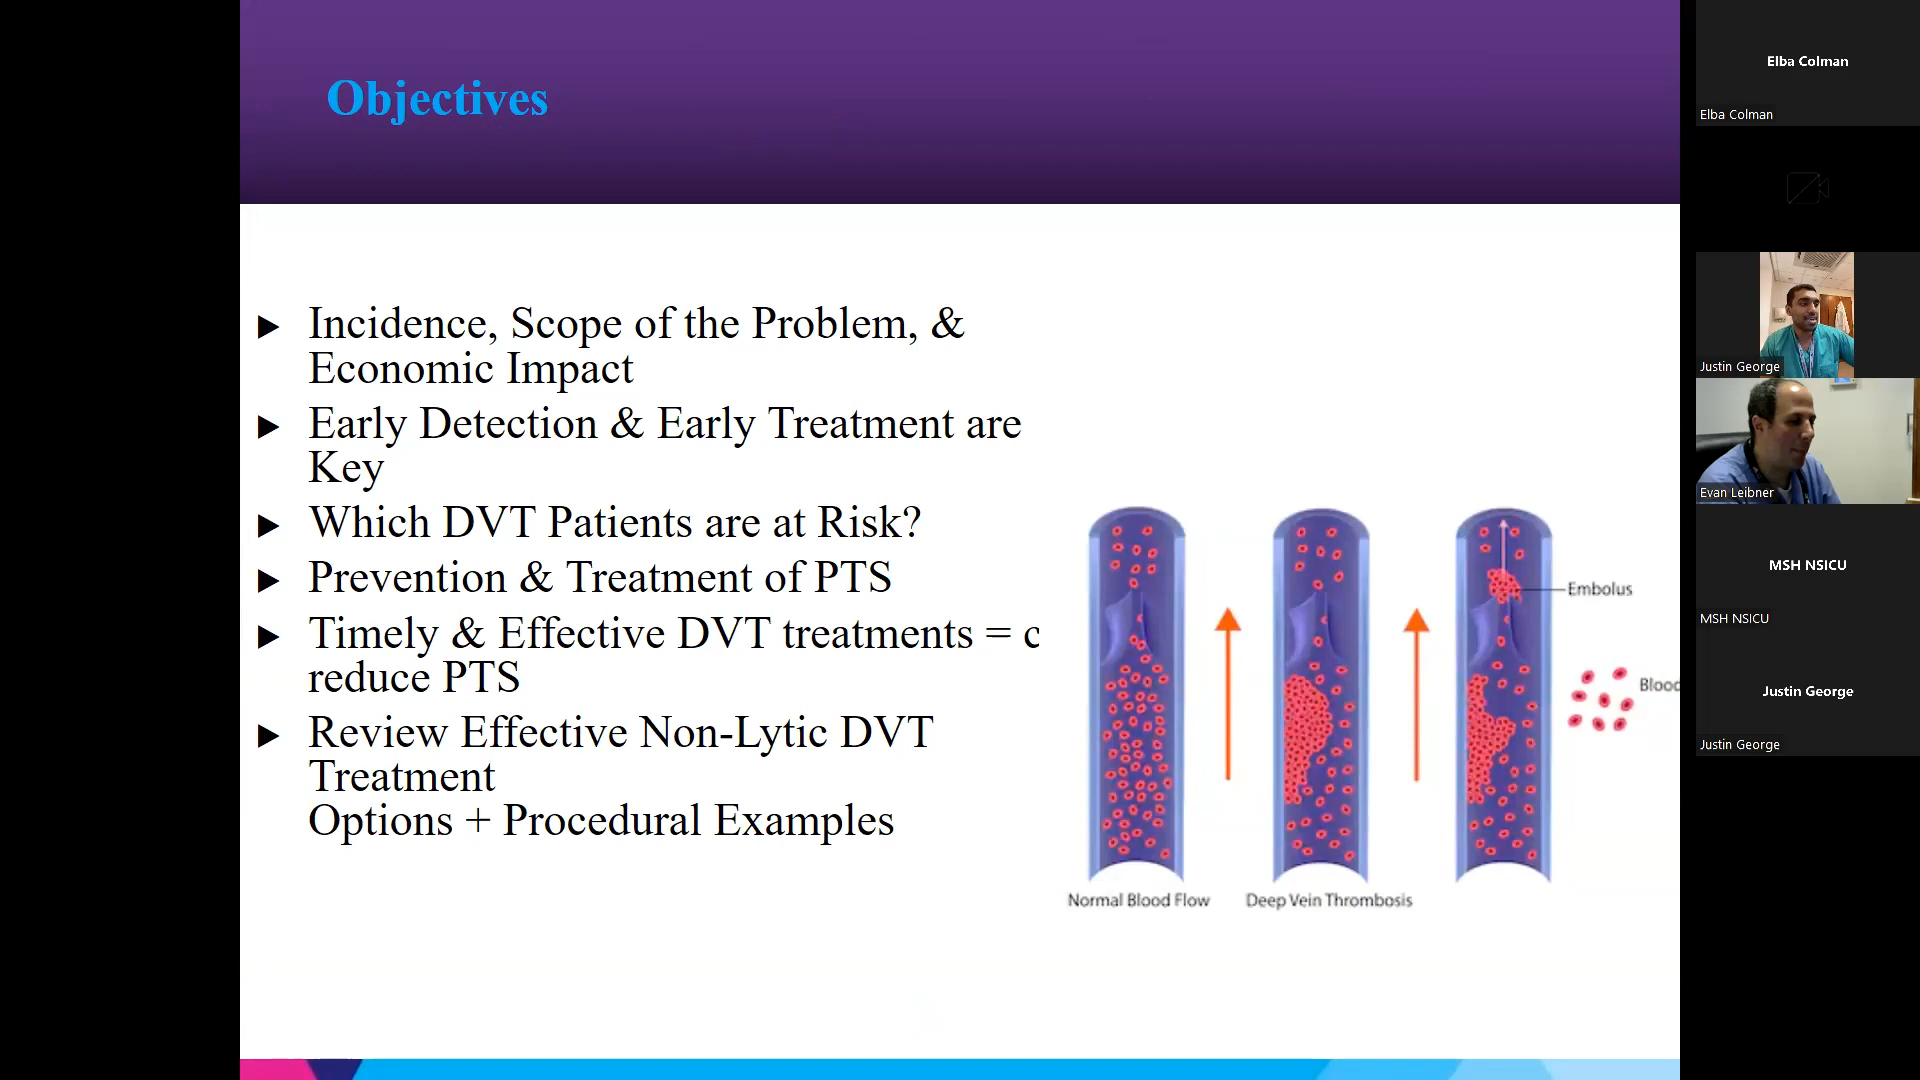 Objectives
Incidence, Scope of the Problem, &
Economic Impact
Early Detection & Early Treatment are
Key
Which DVT Patients are at Risk?
Prevention & Treatment of PTS
Timely & Effective DVT treatments = c
reduce PTS
Review Effective Non-Lytic DVT
Treatment
Options + Procedural Examples
Embolus
Blood
Normal Blood Flow
Deep Vein Thrombosis
Elba Colman
Elba Colman
Justin George
Evan Leibner
MSH NSICU
MSH NSICU
Justin George
Justin George